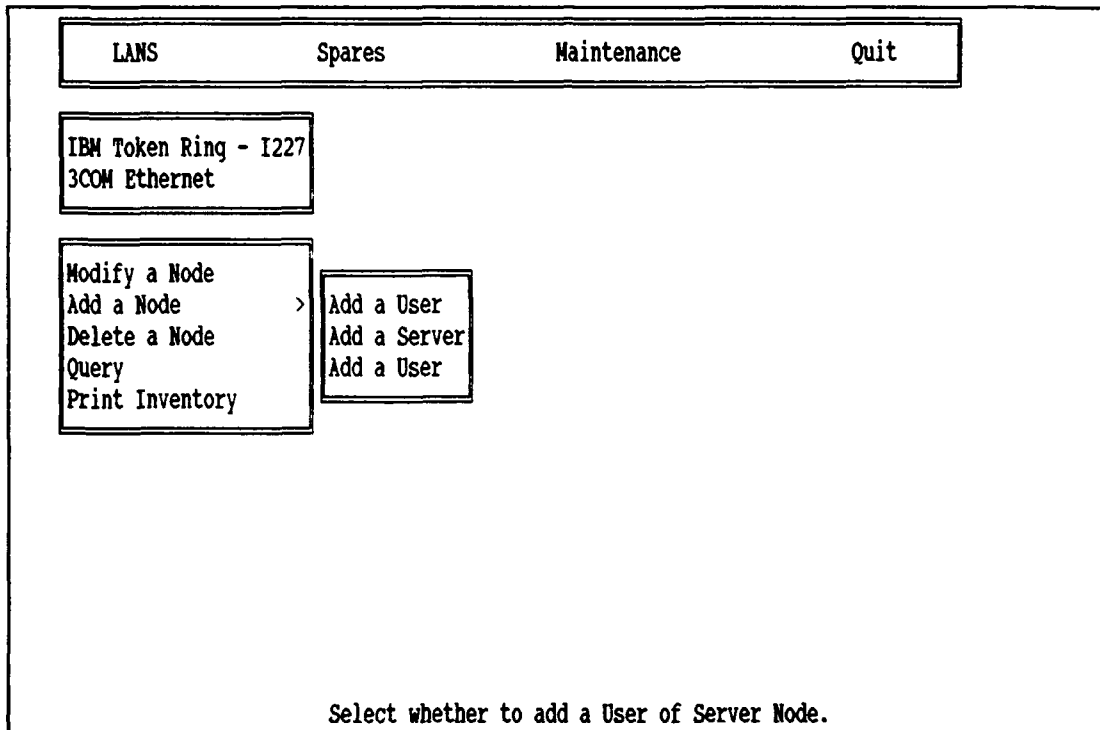 LANS Spares Maintenance Quit
IBM Token Ring - I227
3COM Ethernet
Modify a Node
Add a Node >
Delete a Node
Query
Print Inventory
Add a User
Add a Server
Add a User
Select whether to add a User of Server Node.